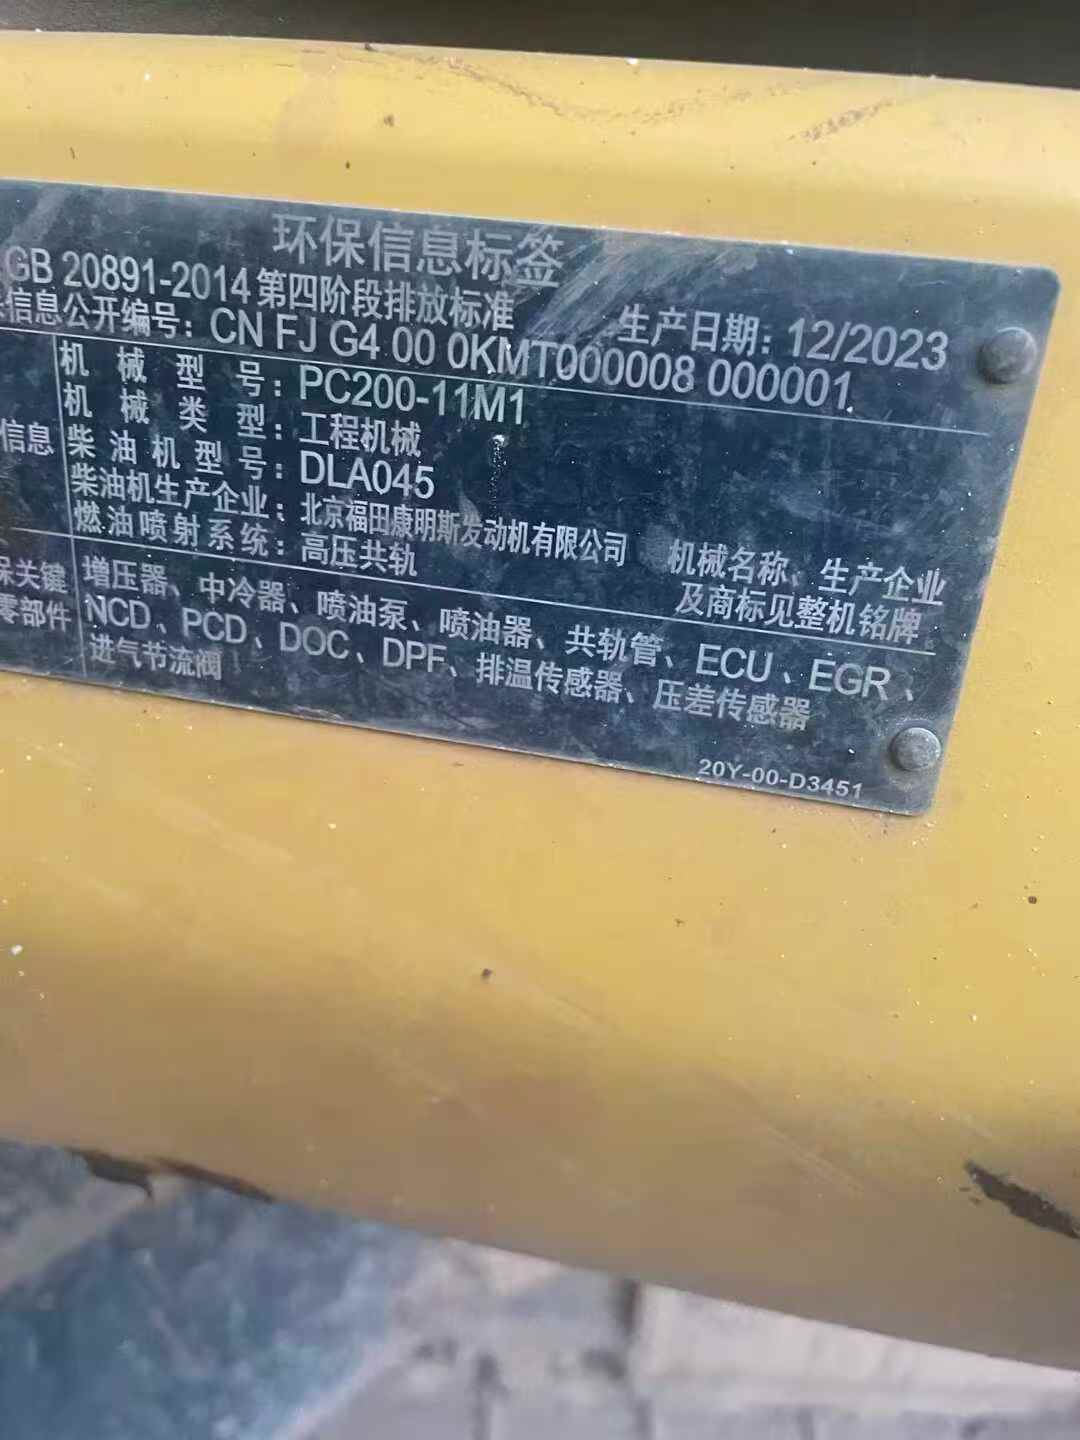 环保信息标签
GB 20891-2014 第四阶段排放标准 生产日期: 12/2023
信息公开编号: CN FJ G4 00 0KMT000008 000001
机械型号: PC200-11M1
机械类型: 工程机械
信息
柴油机型号: DLA045
柴油机生产企业: 北京福田康明斯发动机有限公司
燃油喷射系统: 高压共轨
机械名称、生产企业
及商标见整机铭牌
保关键
零部件
增压器、中冷器、喷油泵、喷油器、共轨管、ECU、EGR、
NCD、PCD、DOC、DPF、排温传感器、压差传感器
进气节流阀
20Y-00-D3451